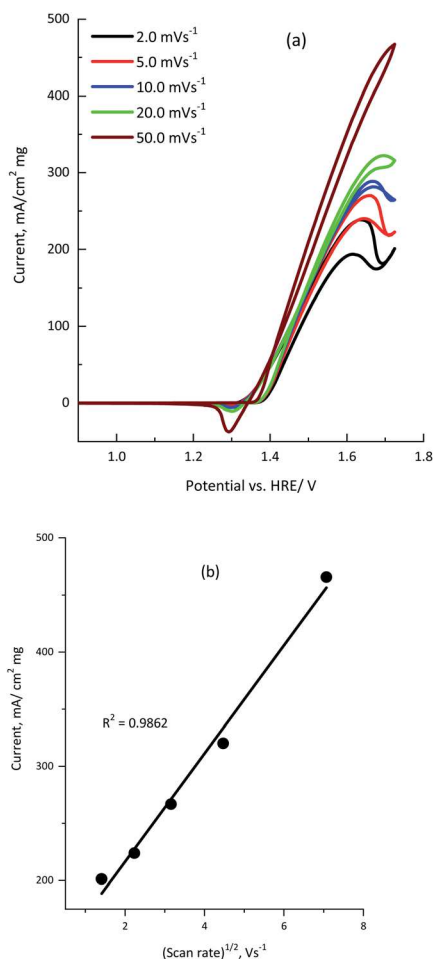 500
(a)
2.0 mVs⁻¹
5.0 mVs⁻¹
10.0 mVs⁻¹
20.0 mVs⁻¹
50.0 mVs⁻¹
400
300
200
100
0
Current, mA/cm² mg
1.0 1.2 1.4 1.6 1.8
Potential vs. HRE/ V
500
(b)
400
R² = 0.9862
300
200
Current, mA/ cm² mg
2 4 6 8
(Scan rate)¹/², Vs⁻¹